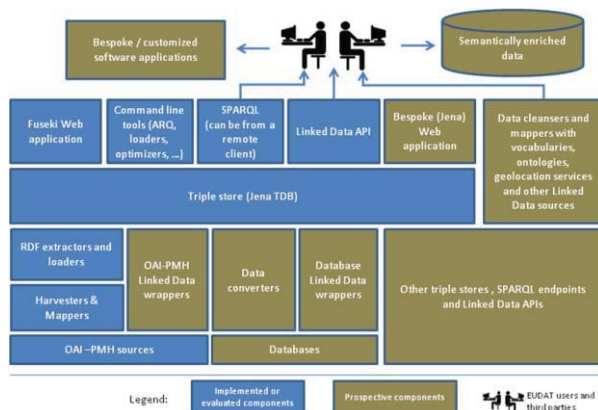 Bespoke / customized
software applications
Semantically enriched
data
Fuseki Web
application
Command line
tools (ARQ,
loaders,
optimizers, ...)
SPARQL
(can be from a
remote
client)
Linked Data API
Bespoke (Jena)
Web
application
Data cleansers and
mappers with
vocabularies,
ontologies,
geolocation services
and other Linked
Data sources
Triple store (Jena TDB)
RDF extractors and
loaders
Harvesters &
Mappers
OAI-PMH
Linked Data
wrappers
Data
converters
Database
Linked Data
wrappers
Other triple stores , SPARQL endpoints
and Linked Data APIs
OAI –PMH sources
Databases
Legend:
Implemented or
evaluated components
Prospective components
EUDAT users and
third parties